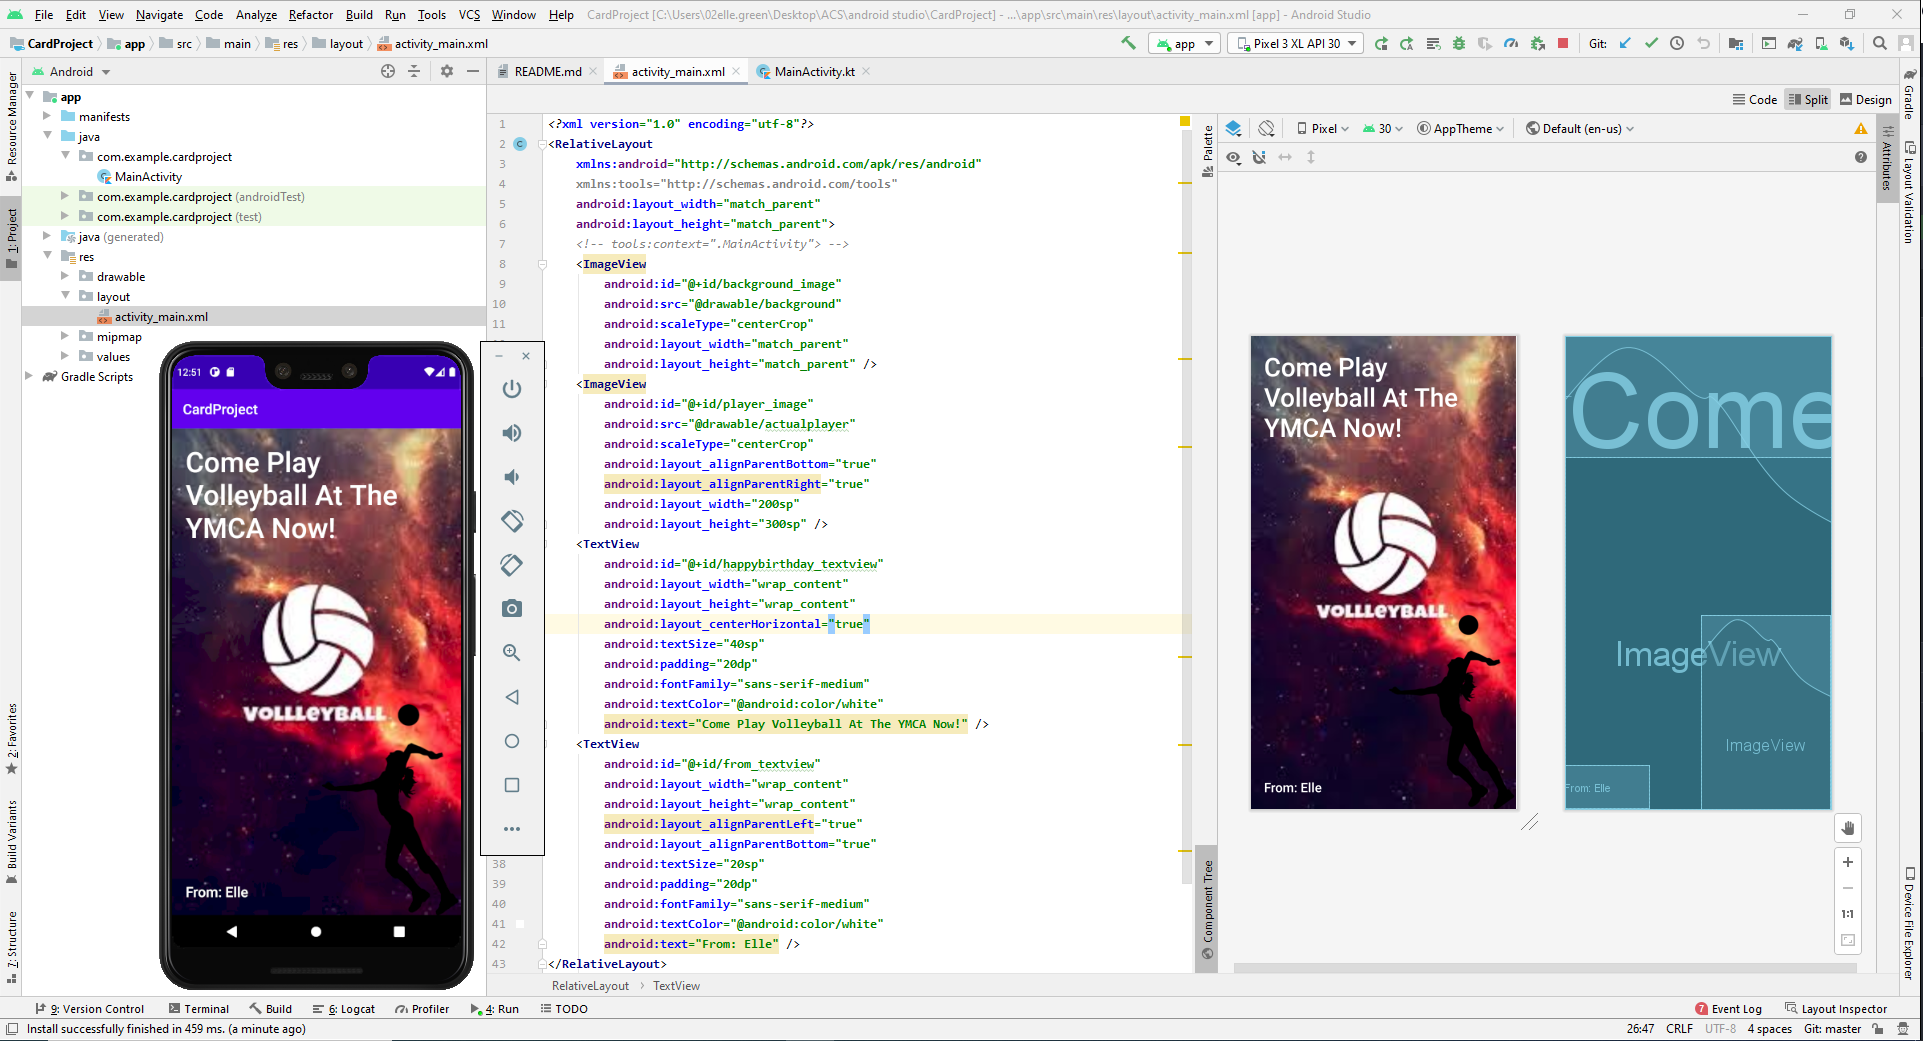 File Edit View Navigate Code Analyze Refactor Build Run Tools VCS Window Help CardProject [C:\Users\02elle.green\Desktop\ACS\android studio\CardProject] - ...\app\src\main\res\layout\activity_main.xml [app] - Android Studio
CardProject app src main res layout activity_main.xml app Pixel 3 XL API 30 Git:
Android README.md activity_main.xml MainActivity.kt
Code Split Design
Resource Manager
1: Project
2: Favorites
Build Variants
7: Structure
app
manifests
java
com.example.cardproject
MainActivity
com.example.cardproject (androidTest)
com.example.cardproject (test)
java (generated)
res
drawable
layout
activity_main.xml
mipmap
values
Gradle Scripts
12:51
CardProject
Come Play
Volleyball At The
YMCA Now!
VOLLLEYBALL
From: Elle
1 <?xml version="1.0" encoding="utf-8"?>
2 <RelativeLayout
3 xmlns:android="http://schemas.android.com/apk/res/android"
4 xmlns:tools="http://schemas.android.com/tools"
5 android:layout_width="match_parent"
6 android:layout_height="match_parent">
7 <!-- tools:context=".MainActivity"> -->
8 <ImageView
9 android:id="@+id/background_image"
10 android:src="@drawable/background"
11 android:scaleType="centerCrop"
android:layout_width="match_parent"
android:layout_height="match_parent" />
<ImageView
android:id="@+id/player_image"
android:src="@drawable/actualplayer"
android:scaleType="centerCrop"
android:layout_alignParentBottom="true"
android:layout_alignParentRight="true"
android:layout_width="200sp"
android:layout_height="300sp" />
<TextView
android:id="@+id/happybirthday_textview"
android:layout_width="wrap_content"
android:layout_height="wrap_content"
android:layout_centerHorizontal="true"
android:textSize="40sp"
android:padding="20dp"
android:fontFamily="sans-serif-medium"
android:textColor="@android:color/white"
android:text="Come Play Volleyball At The YMCA Now!" />
<TextView
android:id="@+id/from_textview"
android:layout_width="wrap_content"
android:layout_height="wrap_content"
android:layout_alignParentLeft="true"
android:layout_alignParentBottom="true"
38 android:textSize="20sp"
39 android:padding="20dp"
40 android:fontFamily="sans-serif-medium"
41 android:textColor="@android:color/white"
42 android:text="From: Elle" />
43 </RelativeLayout>
RelativeLayout TextView
Palette
Component Tree
Pixel 30 AppTheme Default (en-us)
Come Play
Volleyball At The
YMCA Now!
VOLLLEYBALL
From: Elle
Come
ImageView
ImageView
From: Elle
1:1
Attributes
Gradle
Layout Validation
Device File Explorer
9: Version Control Terminal Build 6: Logcat Profiler 4: Run TODO 7 Event Log Layout Inspector
Install successfully finished in 459 ms. (a minute ago) 26:47 CRLF UTF-8 4 spaces Git: master